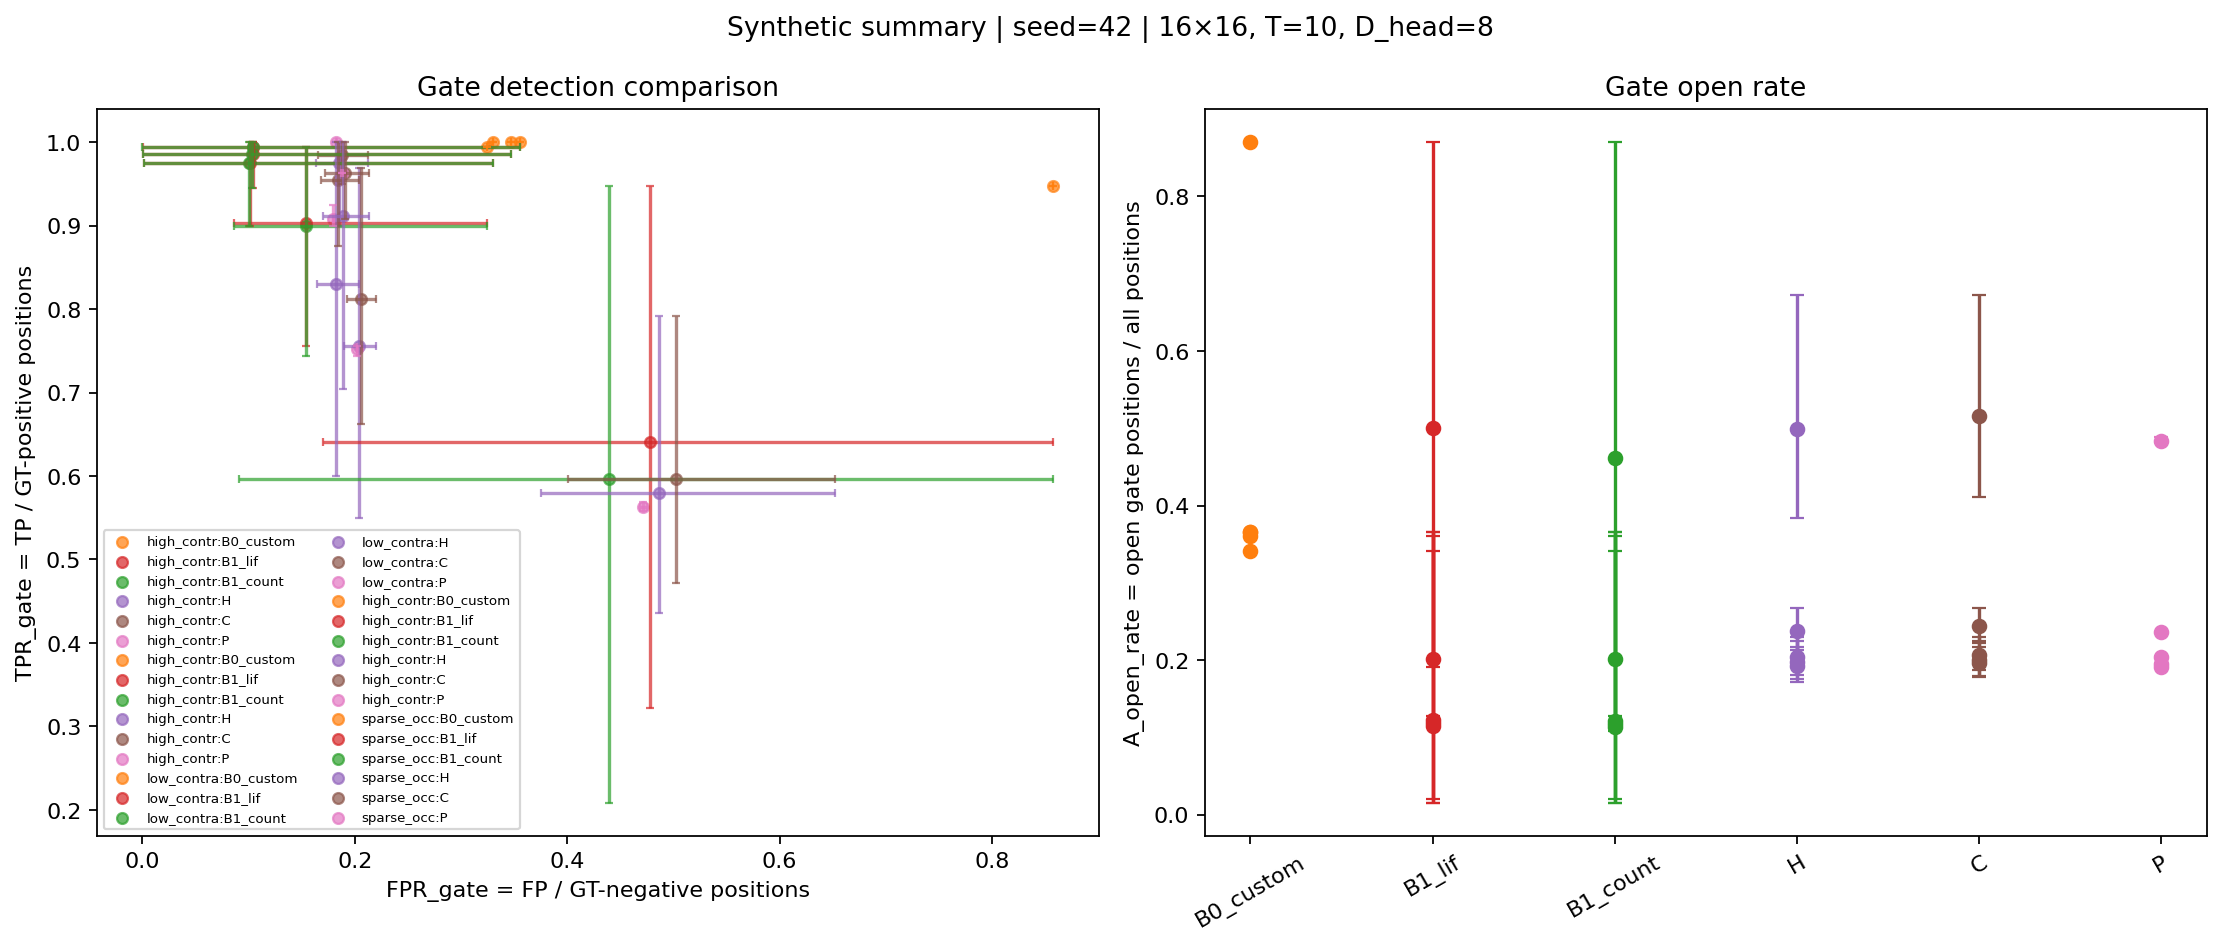 Synthetic summary | seed=42 | 16×16, T=10, D_head=8
Gate detection comparison
TPR_gate = TP / GT-positive positions
1.0
0.9
0.8
0.7
0.6
0.5
0.4
0.3
0.2
high_contr:B0_custom
high_contr:B1_lif
high_contr:B1_count
high_contr:H
high_contr:C
high_contr:P
high_contr:B0_custom
high_contr:B1_lif
high_contr:B1_count
high_contr:H
high_contr:C
high_contr:P
low_contra:B0_custom
low_contra:B1_lif
low_contra:B1_count
low_contra:H
low_contra:C
low_contra:P
high_contr:B0_custom
high_contr:B1_lif
high_contr:B1_count
high_contr:H
high_contr:C
high_contr:P
sparse_occ:B0_custom
sparse_occ:B1_lif
sparse_occ:B1_count
sparse_occ:H
sparse_occ:C
sparse_occ:P
0.0 0.2 0.4 0.6 0.8
FPR_gate = FP / GT-negative positions
Gate open rate
A_open_rate = open gate positions / all positions
0.8
0.6
0.4
0.2
0.0
B0_custom B1_lif B1_count H C P